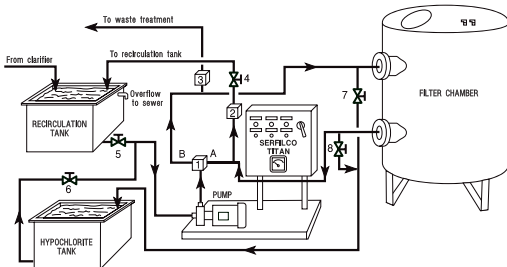 To waste treatment
From clarifier
To recirculation tank
3
4
Overflow
to sewer
2
7
FILTER CHAMBER
RECIRCULATION
TANK
SERFILCO
TITAN
5
B
A
1
8
6
PUMP
HYPOCHLORITE
TANK